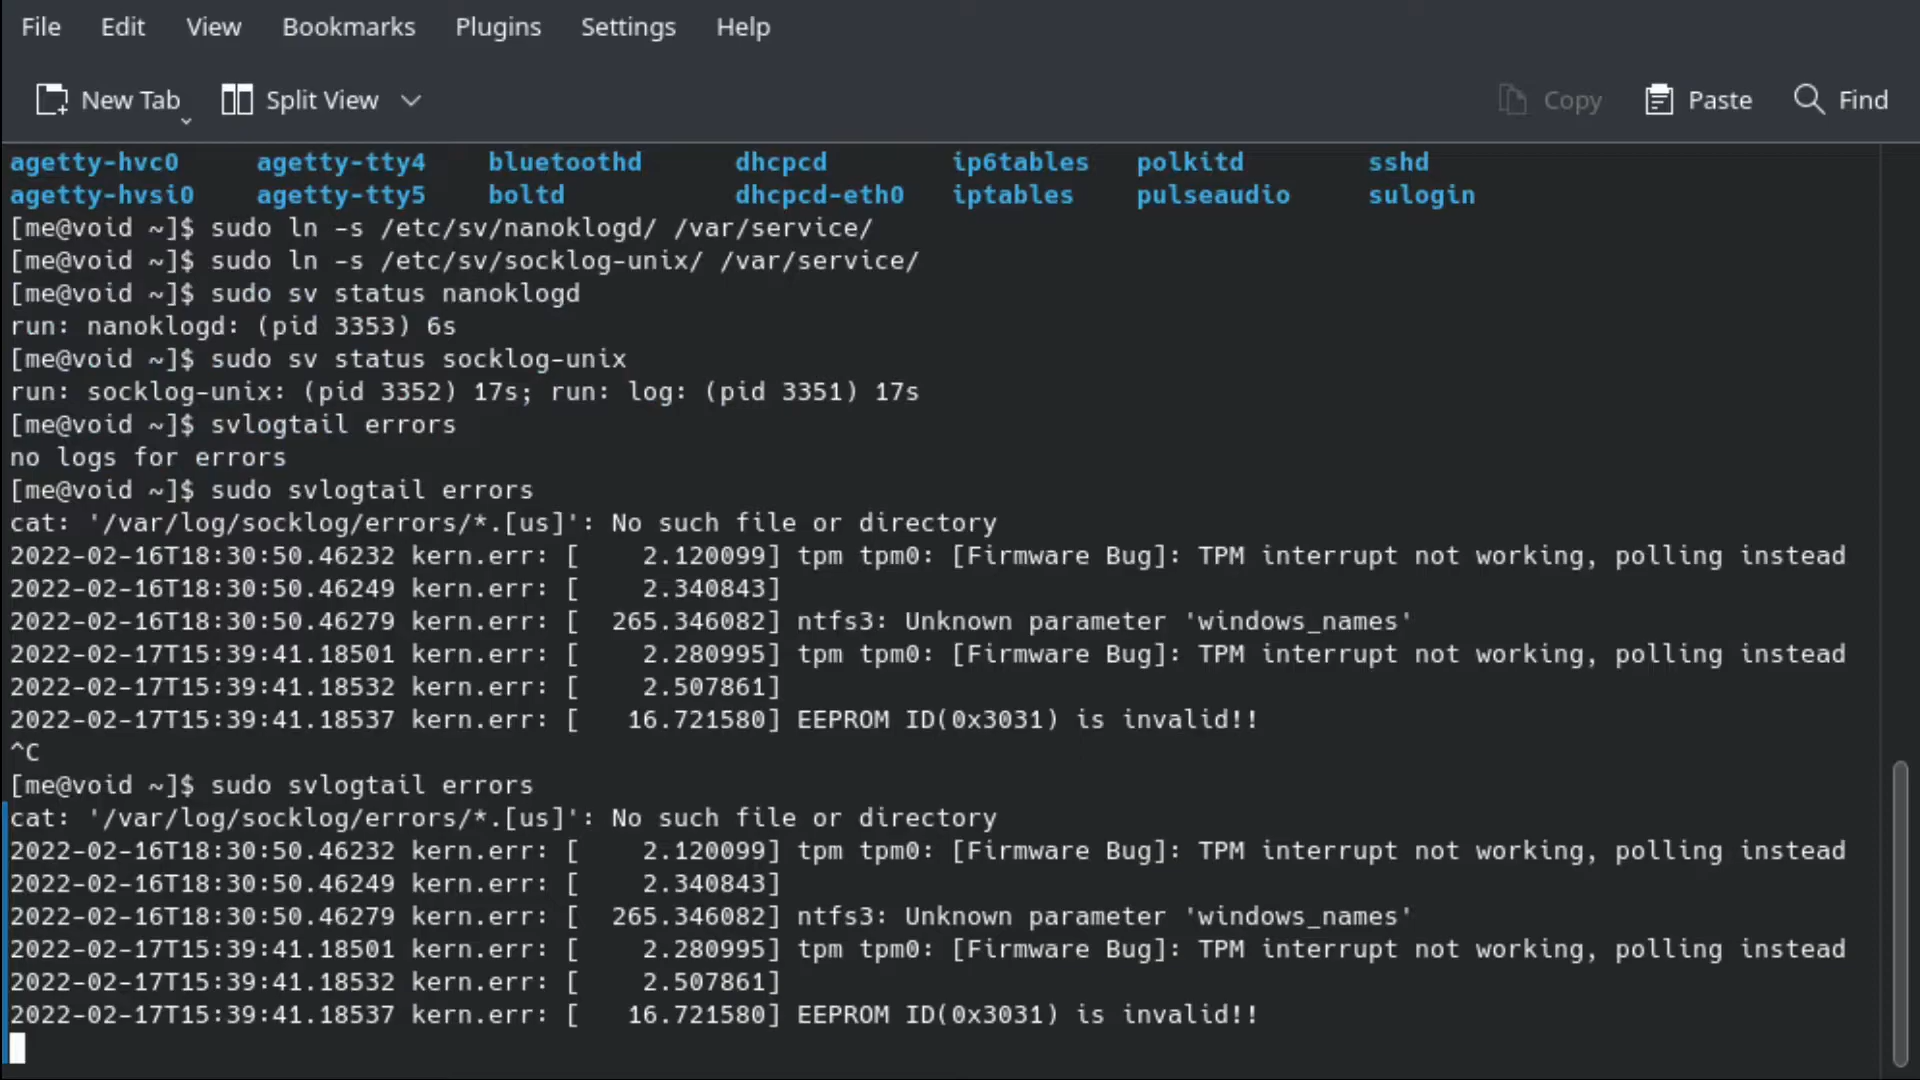 File Edit View Bookmarks Plugins Settings Help
New Tab Split View Copy Paste Find
agetty-hvc0 agetty-tty4 bluetoothd dhcpcd ip6tables polkitd sshd
agetty-hvsi0 agetty-tty5 boltd dhcpcd-eth0 iptables pulseaudio sulogin
[me@void ~]$ sudo ln -s /etc/sv/nanoklogd/ /var/service/
[me@void ~]$ sudo ln -s /etc/sv/socklog-unix/ /var/service/
[me@void ~]$ sudo sv status nanoklogd
run: nanoklogd: (pid 3353) 6s
[me@void ~]$ sudo sv status socklog-unix
run: socklog-unix: (pid 3352) 17s; run: log: (pid 3351) 17s
[me@void ~]$ svlogtail errors
no logs for errors
[me@void ~]$ sudo svlogtail errors
cat: '/var/log/socklog/errors/*.[us]': No such file or directory
2022-02-16T18:30:50.46232 kern.err: [    2.120099] tpm tpm0: [Firmware Bug]: TPM interrupt not working, polling instead
2022-02-16T18:30:50.46249 kern.err: [    2.340843]
2022-02-16T18:30:50.46279 kern.err: [  265.346082] ntfs3: Unknown parameter 'windows_names'
2022-02-17T15:39:41.18501 kern.err: [    2.280995] tpm tpm0: [Firmware Bug]: TPM interrupt not working, polling instead
2022-02-17T15:39:41.18532 kern.err: [    2.507861]
2022-02-17T15:39:41.18537 kern.err: [   16.721580] EEPROM ID(0x3031) is invalid!!
^C
[me@void ~]$ sudo svlogtail errors
cat: '/var/log/socklog/errors/*.[us]': No such file or directory
2022-02-16T18:30:50.46232 kern.err: [    2.120099] tpm tpm0: [Firmware Bug]: TPM interrupt not working, polling instead
2022-02-16T18:30:50.46249 kern.err: [    2.340843]
2022-02-16T18:30:50.46279 kern.err: [  265.346082] ntfs3: Unknown parameter 'windows_names'
2022-02-17T15:39:41.18501 kern.err: [    2.280995] tpm tpm0: [Firmware Bug]: TPM interrupt not working, polling instead
2022-02-17T15:39:41.18532 kern.err: [    2.507861]
2022-02-17T15:39:41.18537 kern.err: [   16.721580] EEPROM ID(0x3031) is invalid!!